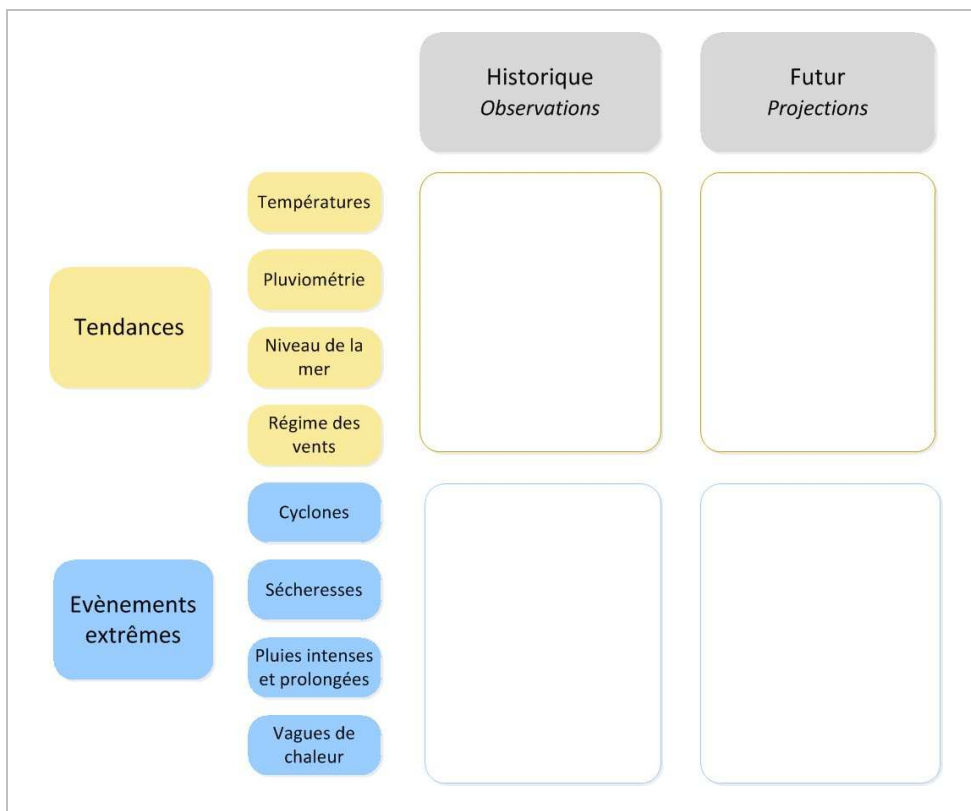 Historique
Observations
Futur
Projections
Tendances
Températures
Pluviométrie
Niveau de la
mer
Régime des
vents
Evènements
extrêmes
Cyclones
Sécheresses
Pluies intenses
et prolongées
Vagues de
chaleur